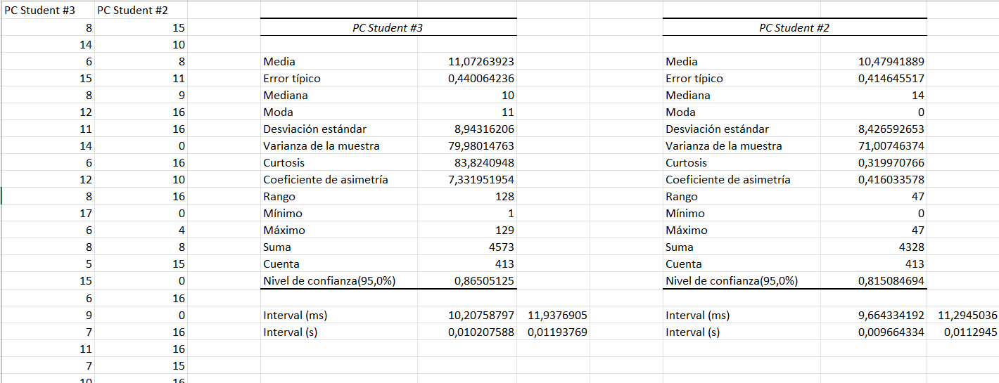 PC Student #3 PC Student #2
8 15 PC Student #3 PC Student #2
14 10
6 8 Media 11,07263923 Media 10,47941889
15 11 Error típico 0,440064236 Error típico 0,414645517
8 9 Mediana 10 Mediana 14
12 16 Moda 11 Moda 0
11 16 Desviación estándar 8,94316206 Desviación estándar 8,426592653
14 0 Varianza de la muestra 79,98014763 Varianza de la muestra 71,00746374
6 16 Curtosis 83,8240948 Curtosis 0,319970766
12 10 Coeficiente de asimetría 7,331951954 Coeficiente de asimetría 0,416033578
8 16 Rango 128 Rango 47
17 0 Mínimo 1 Mínimo 0
6 4 Máximo 129 Máximo 47
8 8 Suma 4573 Suma 4328
5 15 Cuenta 413 Cuenta 413
15 0 Nivel de confianza(95,0%) 0,86505125 Nivel de confianza(95,0%) 0,815084694
6 16
9 0 Interval (ms) 10,20758797 11,9376905 Interval (ms) 9,664334192 11,2945036
7 16 Interval (s) 0,010207588 0,01193769 Interval (s) 0,009664334 0,0112945
11 16
7 15
10 16